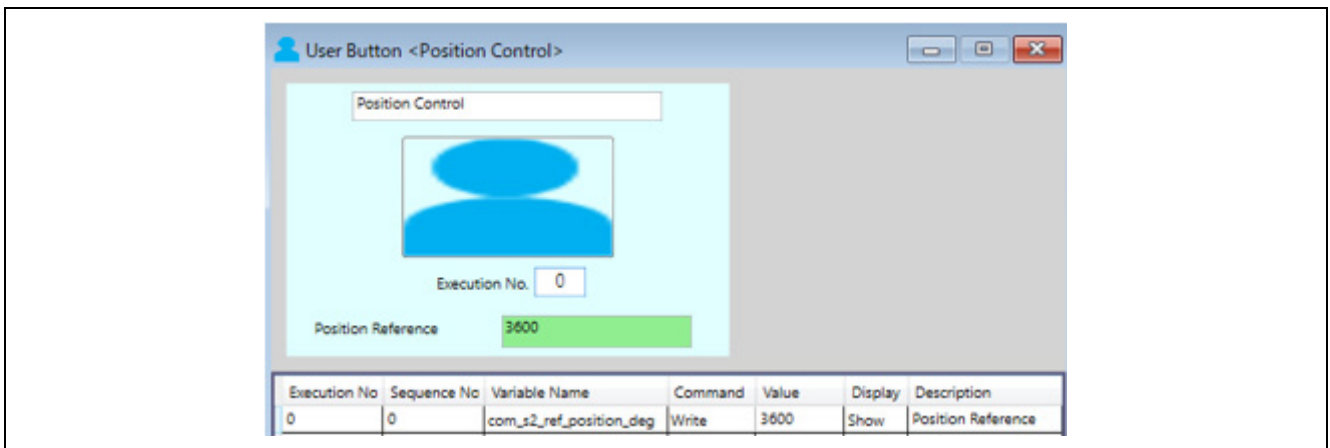 User Button <Position Control>
Position Control
Execution No. 0
Position Reference 3600
Execution No Sequence No Variable Name Command Value Display Description
0 0 com_s2_ref_position_deg Write 3600 Show Position Reference